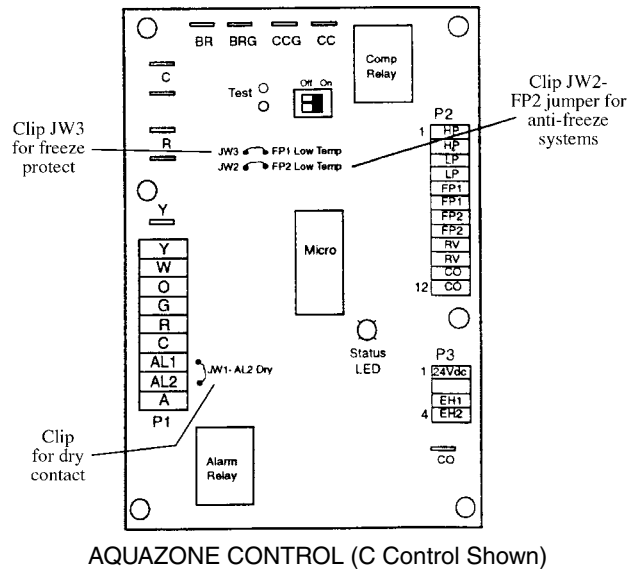 BR BRG CCG CC
C
Comp
Relay
Test
Off On
Clip JW2-
FP2 jumper for
anti-freeze
systems
Clip JW3
for freeze
protect
R
JW3 FP1 Low Temp
JW2 FP2 Low Temp
P2
1 HP
HP
LP
LP
FP1
FP1
FP2
FP2
RV
RV
CO
12 CO
Y
Y
W
O
G
R
C
AL1
AL2
A
P1
JW1- AL2 Dry
Micro
Status
LED
P3
1 24Vdc
EH1
4 EH2
CO
Clip
for dry
contact
Alarm
Relay
AQUAZONE CONTROL (C Control Shown)